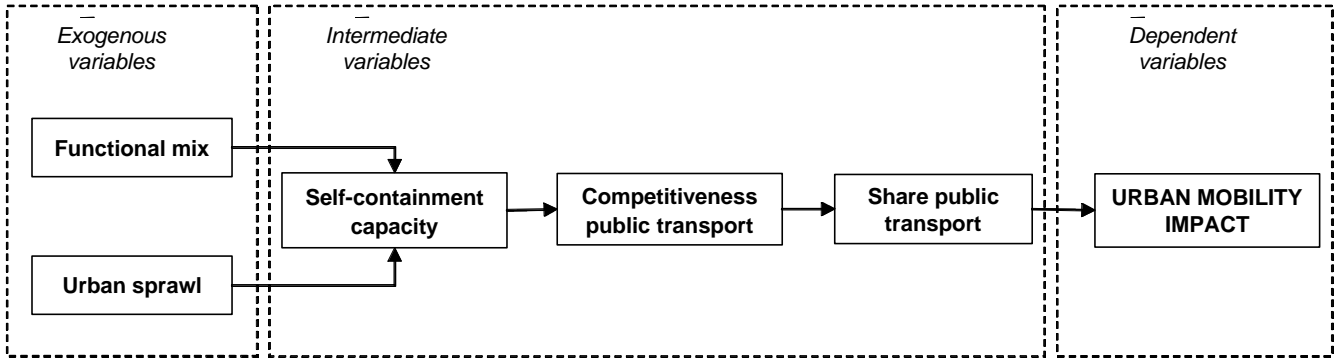 Exogenous
variables
Intermediate
variables
Dependent
variables
Functional mix
Self-containment
capacity
Competitiveness
public transport
Share public
transport
URBAN MOBILITY
IMPACT
Urban sprawl